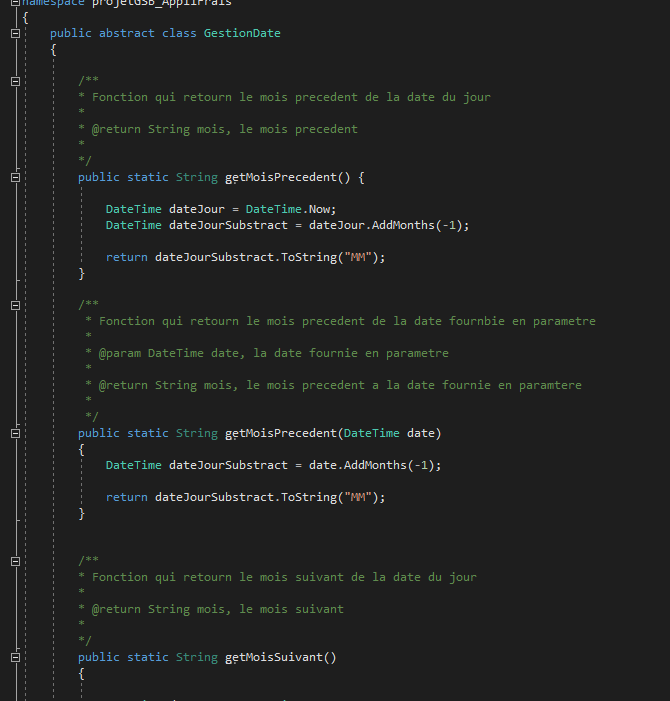 namespace projetGSB_AppliFrais
{
public abstract class GestionDate
{
/**
* Fonction qui retourn le mois precedent de la date du jour
*
* @return String mois, le mois precedent
*
*/
public static String getMoisPrecedent() {
DateTime dateJour = DateTime.Now;
DateTime dateJourSubstract = dateJour.AddMonths(-1);
return dateJourSubstract.ToString("MM");
}
/**
* Fonction qui retourn le mois precedent de la date fournbie en parametre
*
* @param DateTime date, la date fournie en parametre
*
* @return String mois, le mois precedent a la date fournie en paramtere
*
*/
public static String getMoisPrecedent(DateTime date)
{
DateTime dateJourSubstract = date.AddMonths(-1);
return dateJourSubstract.ToString("MM");
}
/**
* Fonction qui retourn le mois suivant de la date du jour
*
* @return String mois, le mois suivant
*
*/
public static String getMoisSuivant()
{